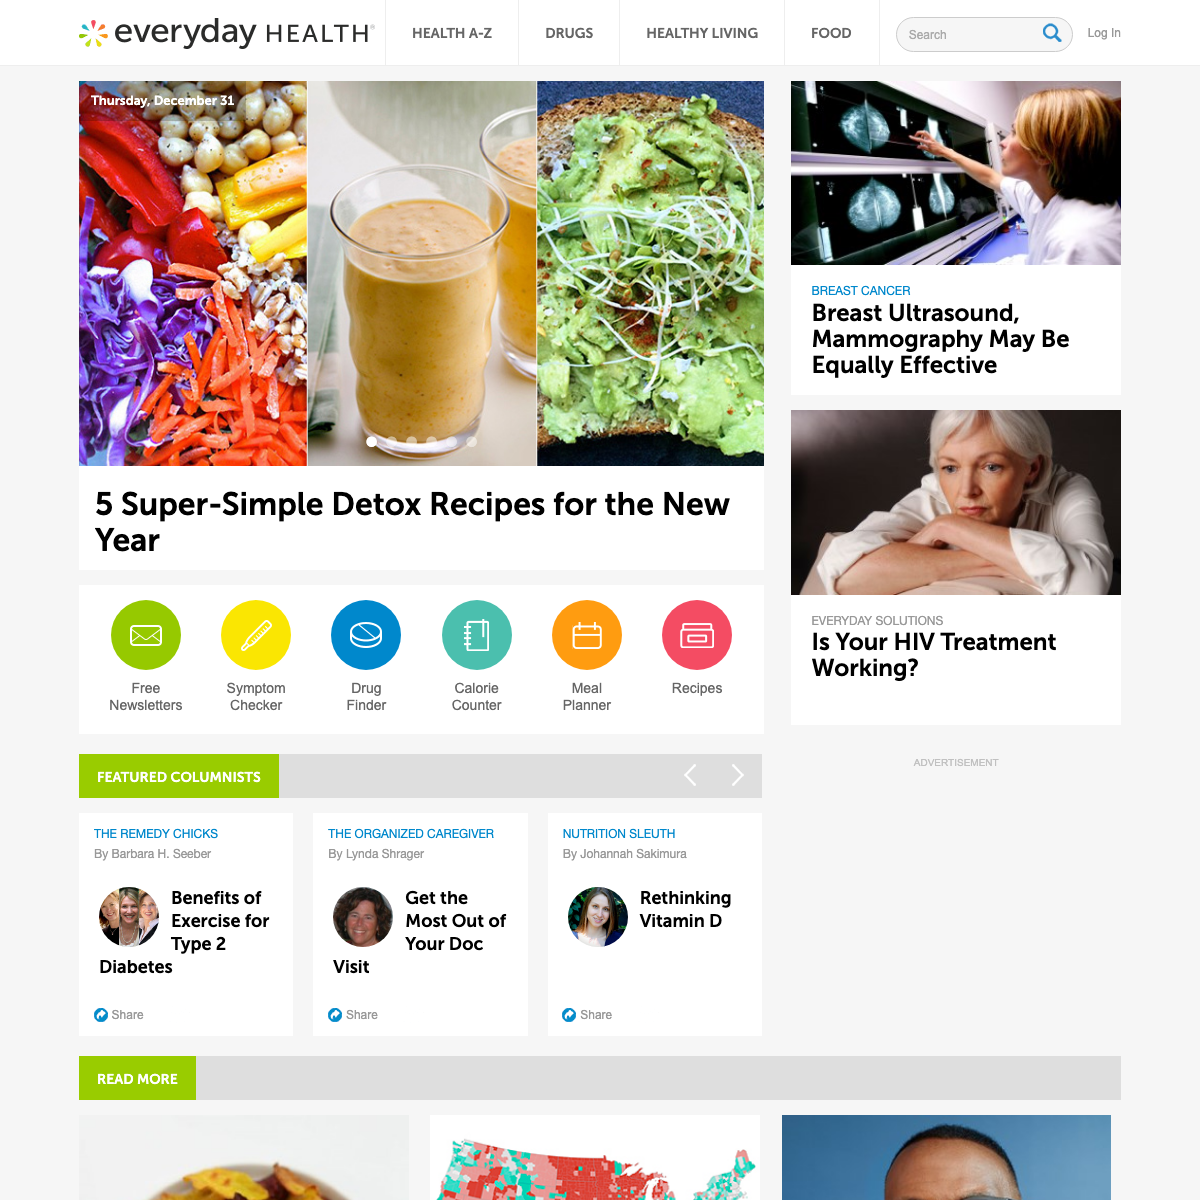 everyday HEALTH
HEALTH A-Z
DRUGS
HEALTHY LIVING
FOOD
Search
Log In
Thursday, December 31
5 Super-Simple Detox Recipes for the New
Year
BREAST CANCER
Breast Ultrasound,
Mammography May Be
Equally Effective
EVERYDAY SOLUTIONS
Is Your HIV Treatment
Working?
ADVERTISEMENT
Free
Newsletters
Symptom
Checker
Drug
Finder
Calorie
Counter
Meal
Planner
Recipes
FEATURED COLUMNISTS
THE REMEDY CHICKS
By Barbara H. Seeber
Benefits of
Exercise for
Type 2
Diabetes
Share
THE ORGANIZED CAREGIVER
By Lynda Shrager
Get the
Most Out of
Your Doc
Visit
Share
NUTRITION SLEUTH
By Johannah Sakimura
Rethinking
Vitamin D
Share
READ MORE